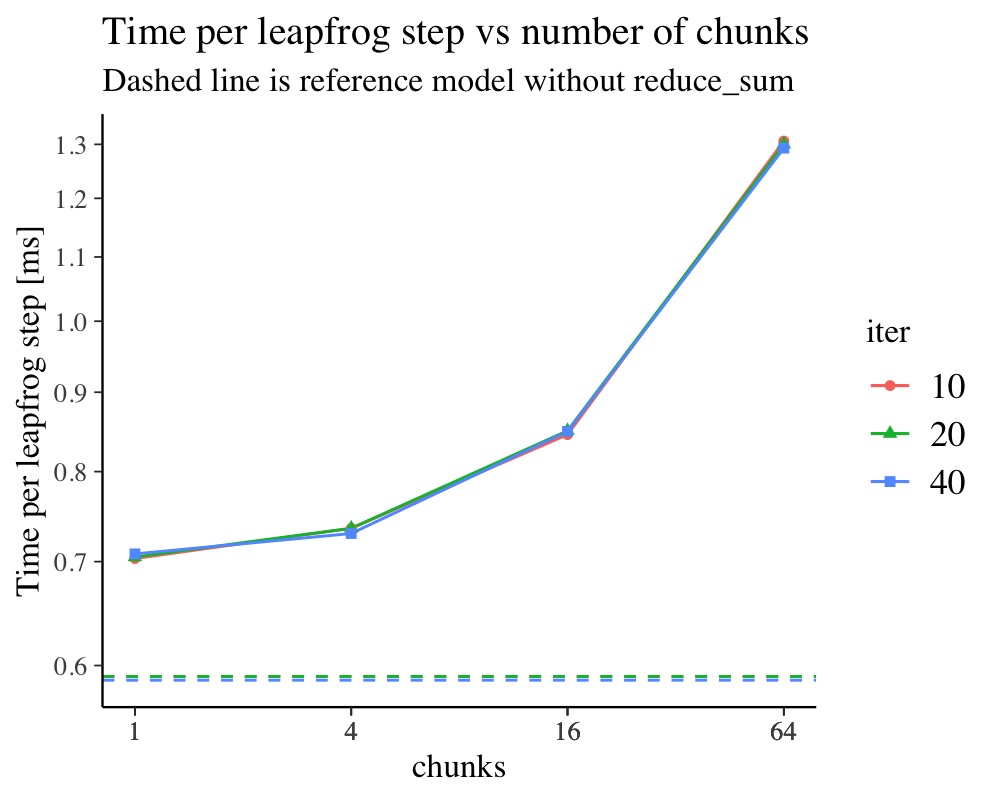 Time per leapfrog step vs number of chunks
Dashed line is reference model without reduce_sum
Time per leapfrog step [ms]
1.3
1.2
1.1
1.0
0.9
0.8
0.7
0.6
1 4 16 64
chunks
iter
10
20
40